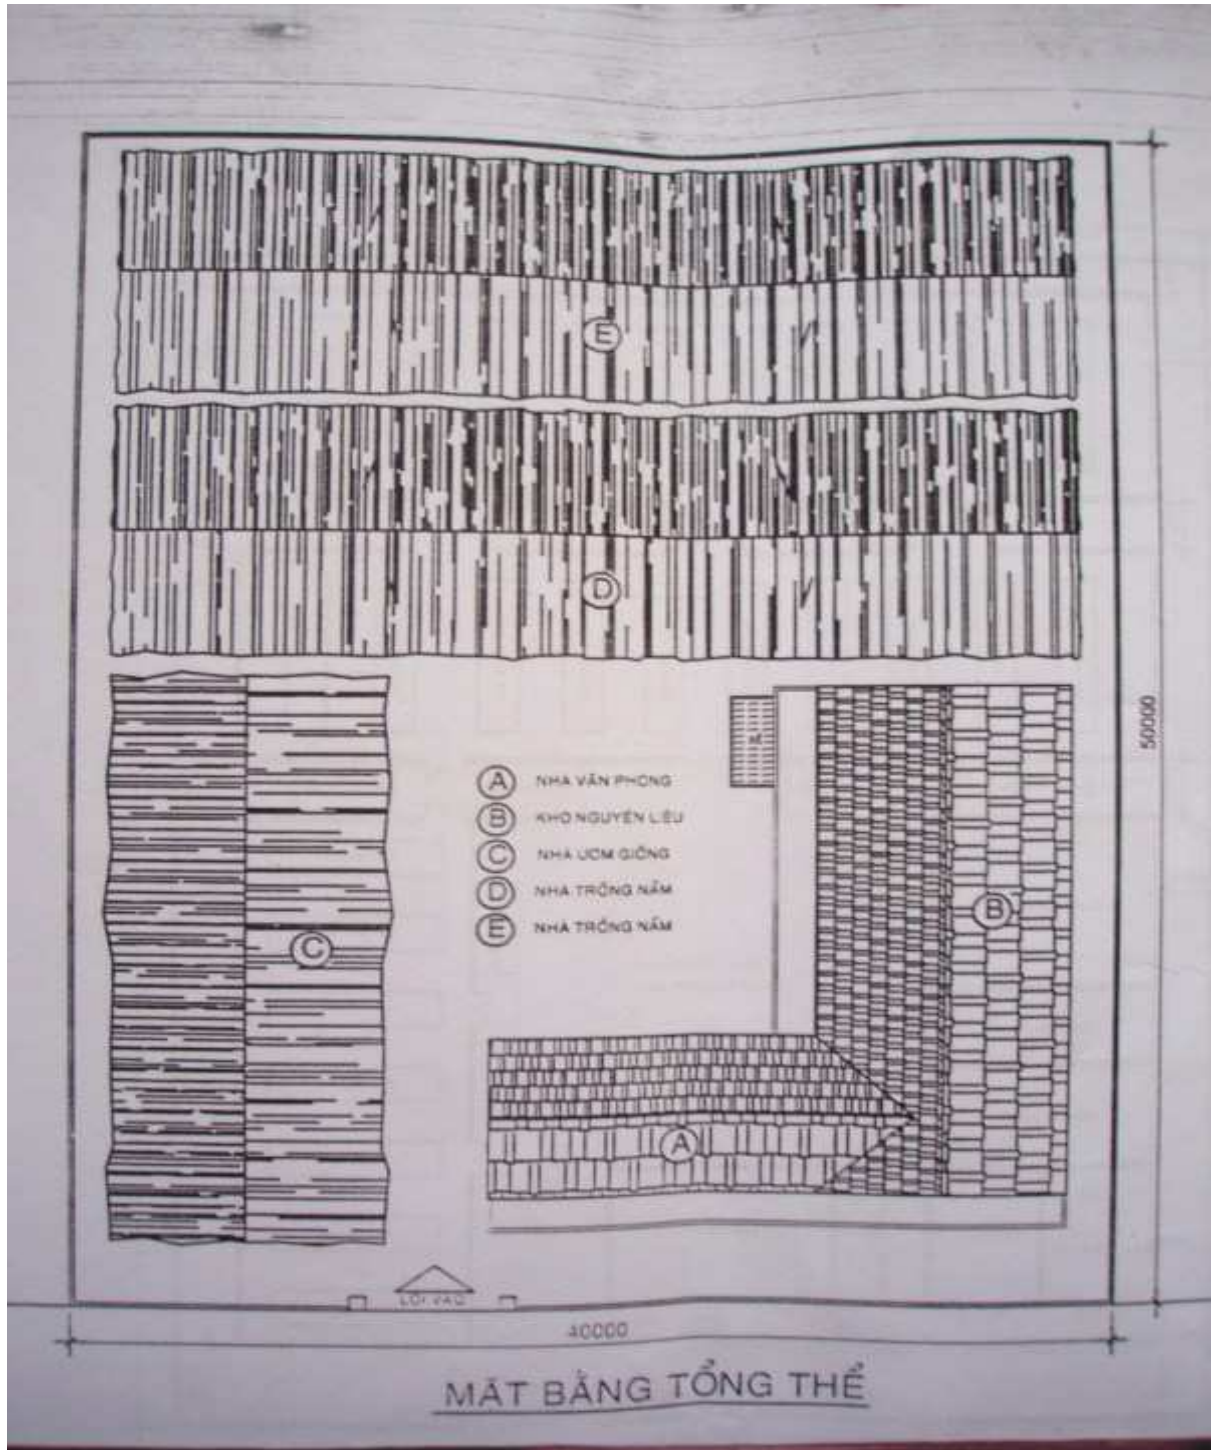 E
D
A NHÀ VĂN PHÒNG
B KHO NGUYÊN LIỆU
C NHÀ ƯƠM GIỐNG
D NHÀ TRỒNG NẤM
E NHÀ TRỒNG NẤM
B
C
A
50000
LỐI VÀO
40000
MẶT BẰNG TỔNG THỂ